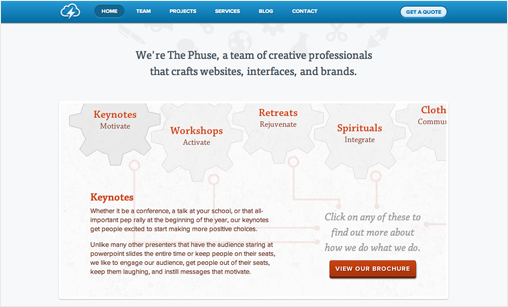 HOME TEAM PROJECTS SERVICES BLOG CONTACT GET A QUOTE
We're The Phuse, a team of creative professionals
that crafts websites, interfaces, and brands.
Keynotes
Motivate
Workshops
Activate
Retreats
Rejuvenate
Spirituals
Integrate
Cloth
Commu
Keynotes
Whether it be a conference, a talk at your school, or that all-
important pep rally at the beginning of the year, our keynotes
get people excited to start making more positive choices.
Unlike many other presenters that have the audience staring at
powerpoint slides the entire time or keep people on their seats,
we like to engage our audience, get people out of their seats,
keep them laughing, and instill messages that motivate.
Click on any of these to
find out more about
how we do what we do.
VIEW OUR BROCHURE